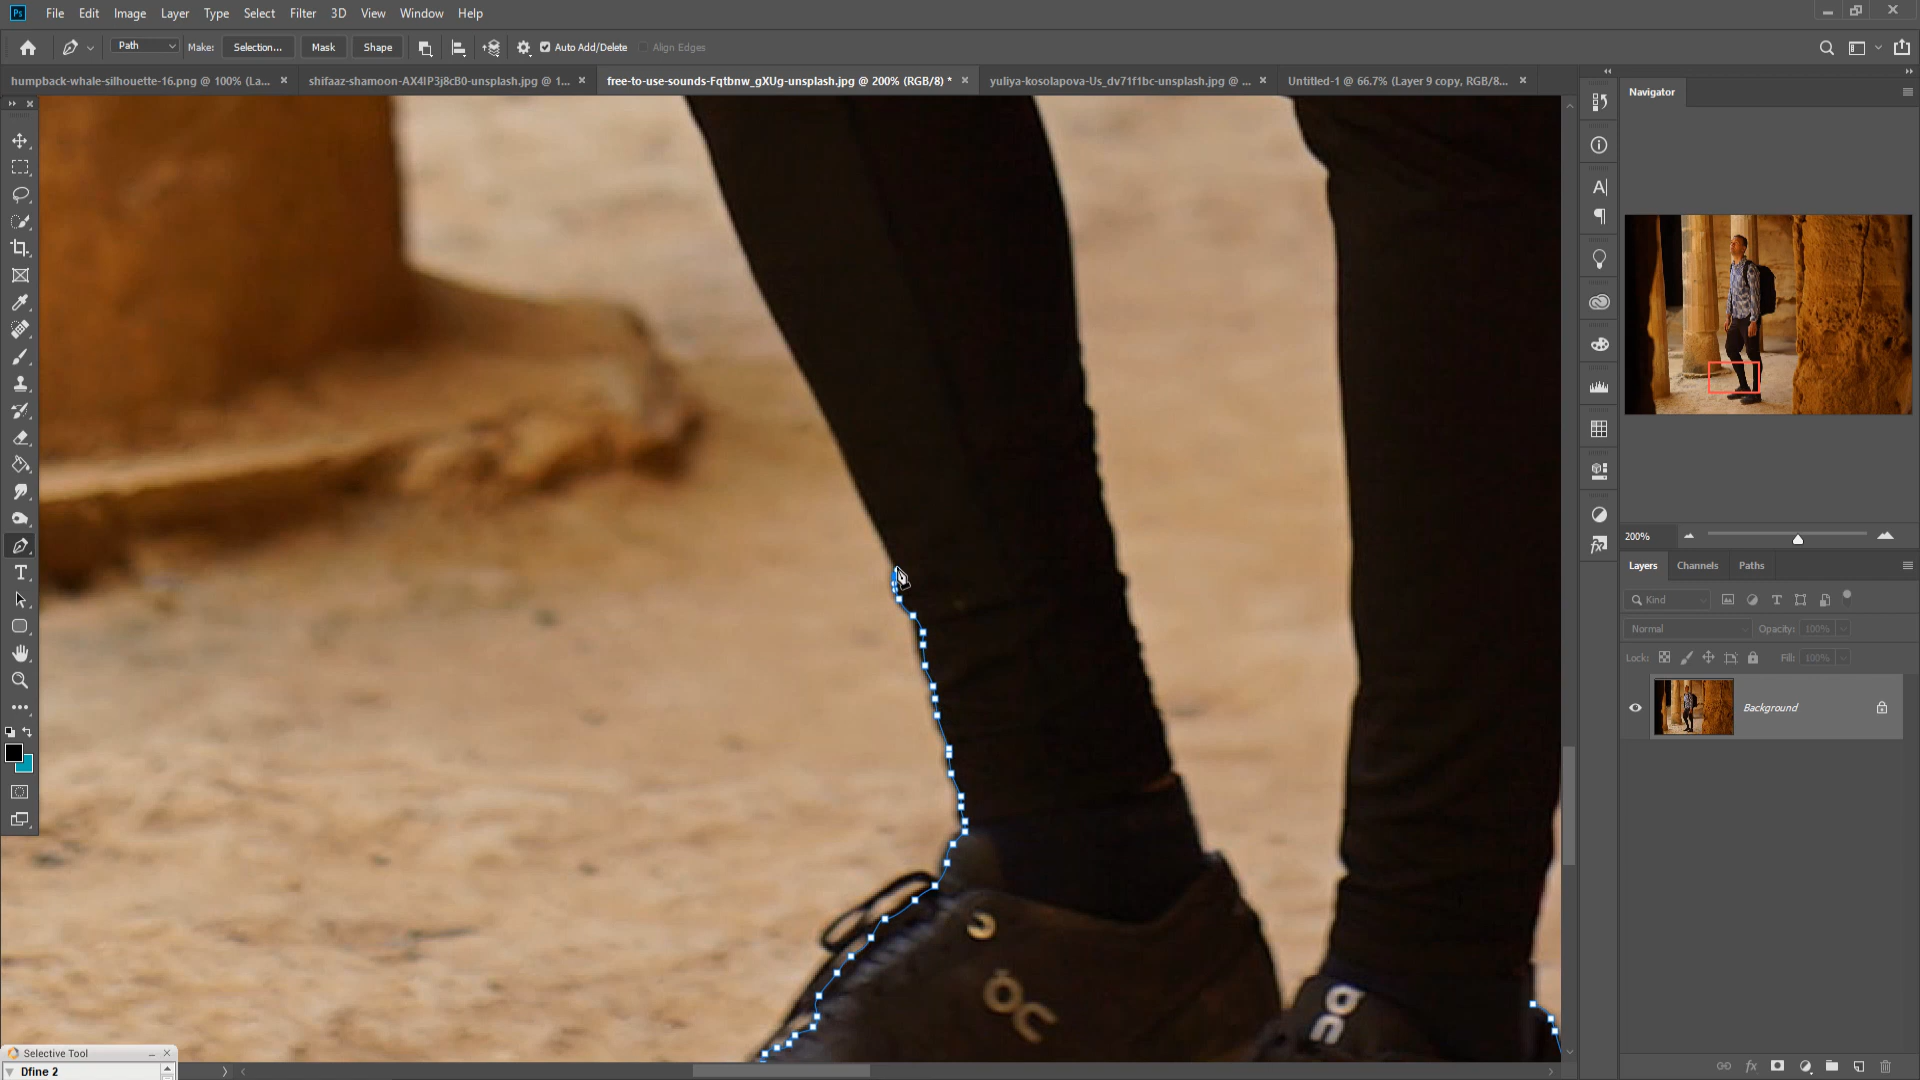 Ps File Edit Image Layer Type Select Filter 3D View Window Help
Path Make: Selection... Mask Shape Auto Add/Delete Align Edges
humpback-whale-silhouette-16.png @ 100% (La... shifaaz-shamoon-AX4IP3j8cB0-unsplash.jpg @ 1... free-to-use-sounds-Fqtbnw_gXUg-unsplash.jpg @ 200% (RGB/8) * yuliya-kosolapova-Us_dv71f1bc-unsplash.jpg @ ... Untitled-1 @ 66.7% (Layer 9 copy, RGB/8...
Navigator
200%
Layers Channels Paths
Kind
Normal Opacity: 100%
Lock: Fill: 100%
Background
Selective Tool
Dfine 2